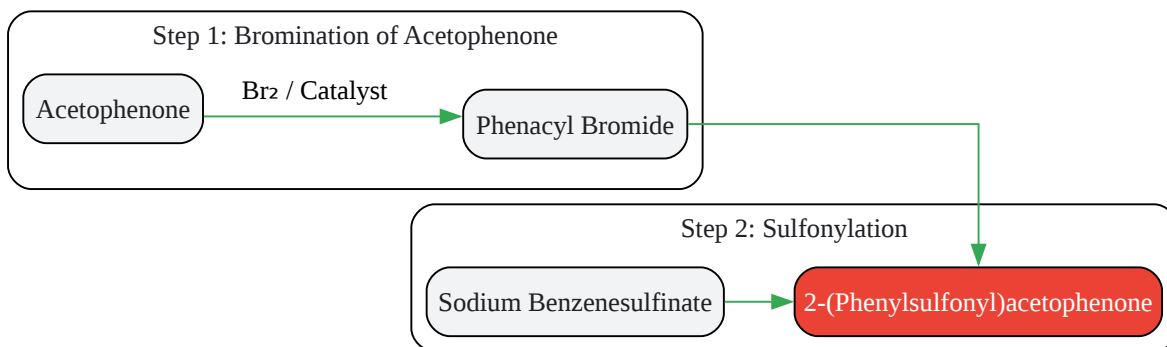 Step 1: Bromination of Acetophenone
Br₂ / Catalyst
Acetophenone
Phenacyl Bromide
Step 2: Sulfonylation
Sodium Benzenesulfinate
2-(Phenylsulfonyl)acetophenone